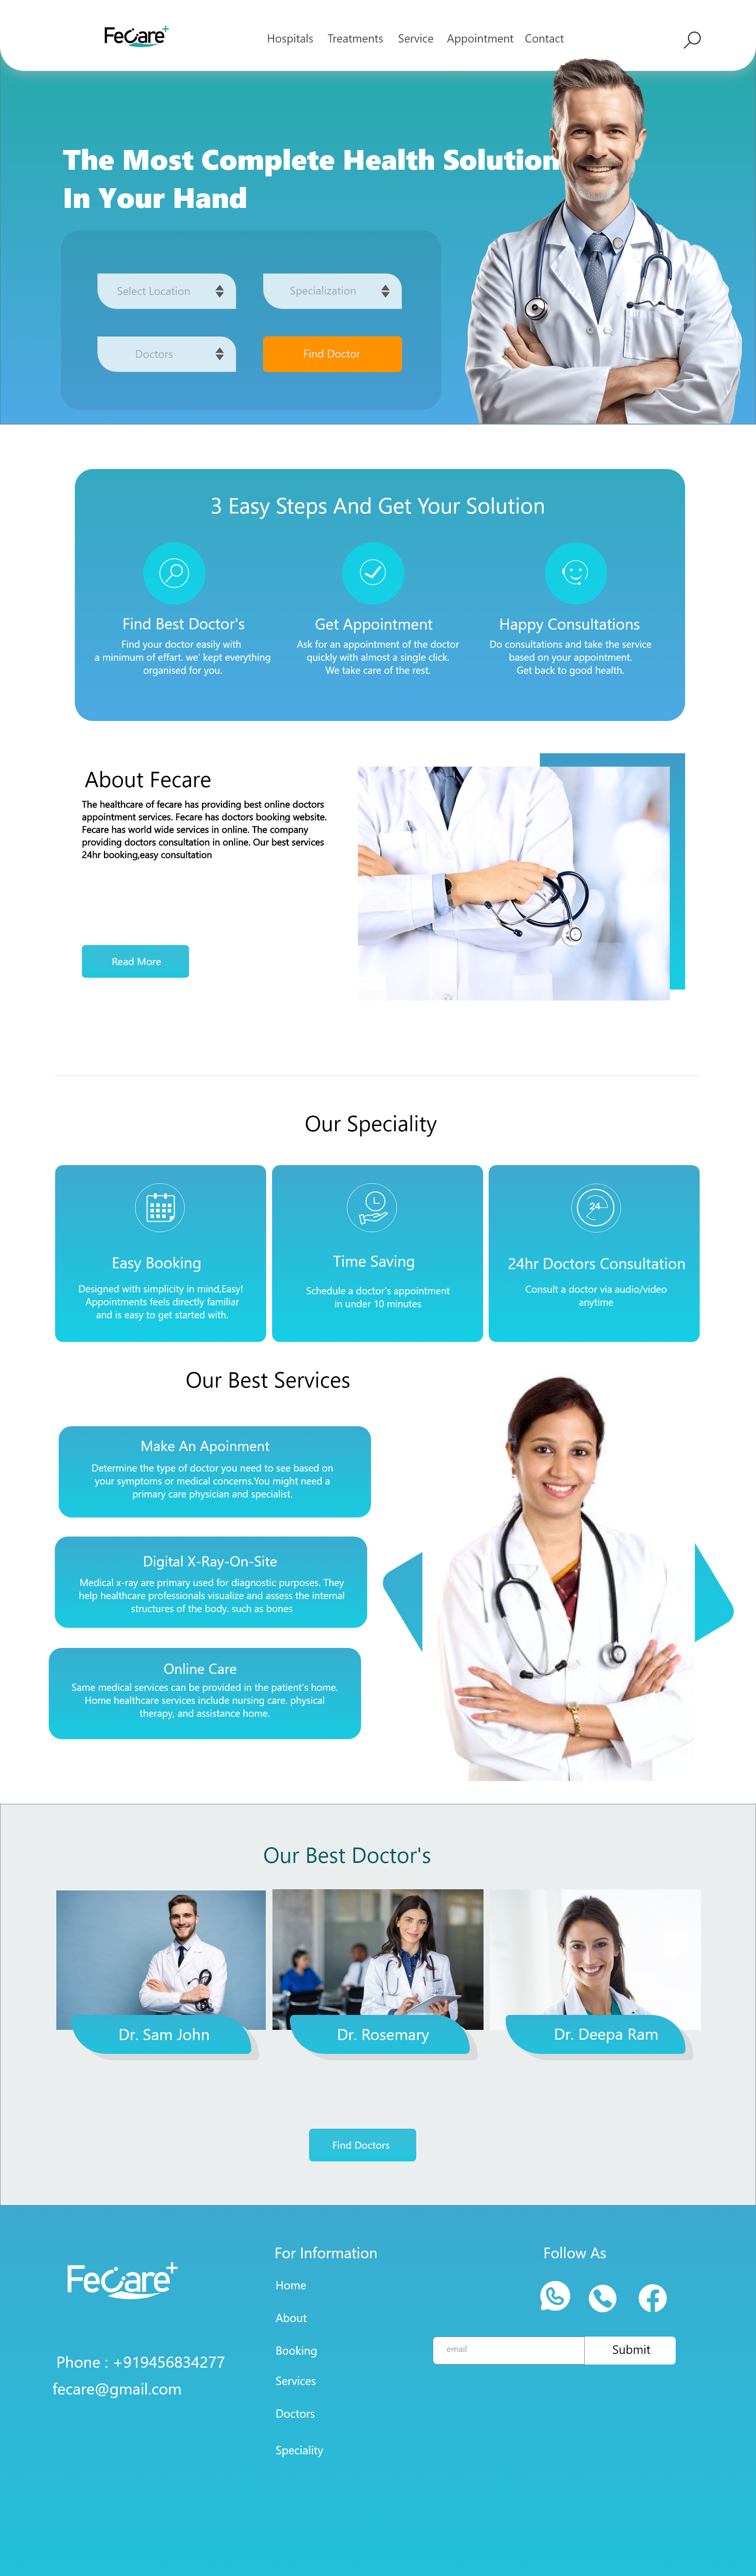 Fecare+
Hospitals Treatments Service Appointment Contact
The Most Complete Health Solution
In Your Hand
Select Location
Specialization
Doctors
Find Doctor
3 Easy Steps And Get Your Solution
Find Best Doctor's
Find your doctor easily with
a minimum of effart. we' kept everything
organised for you.
Get Appointment
Ask for an appointment of the doctor
quickly with almost a single click.
We take care of the rest.
Happy Consultations
Do consultations and take the service
based on your appointment.
Get back to good health.
About Fecare
The healthcare of fecare has providing best online doctors
appointment services. Fecare has doctors booking website.
Fecare has world wide services in online. The company
providing doctors consultation in online. Our best services
24hr booking,easy consultation
Read More
Our Speciality
Easy Booking
Designed with simplicity in mind,Easy!
Appointments feels directly familiar
and is easy to get started with.
Time Saving
Schedule a doctor's appointment
in under 10 minutes
24
24hr Doctors Consultation
Consult a doctor via audio/video
anytime
Our Best Services
Make An Apoinment
Determine the type of doctor you need to see based on
your symptoms or medical concerns.You might need a
primary care physician and specialist.
Digital X-Ray-On-Site
Medical x-ray are primary used for diagnostic purposes. They
help healthcare professionals visualize and assess the internal
structures of the body. such as bones
Online Care
Same medical services can be provided in the patient's home.
Home healthcare services include nursing care. physical
therapy, and assistance home.
Our Best Doctor's
Dr. Sam John
Dr. Rosemary
Dr. Deepa Ram
Find Doctors
Fecare+
Phone : +919456834277
fecare@gmail.com
For Information
Home
About
Booking
Services
Doctors
Speciality
Follow As
email
Submit